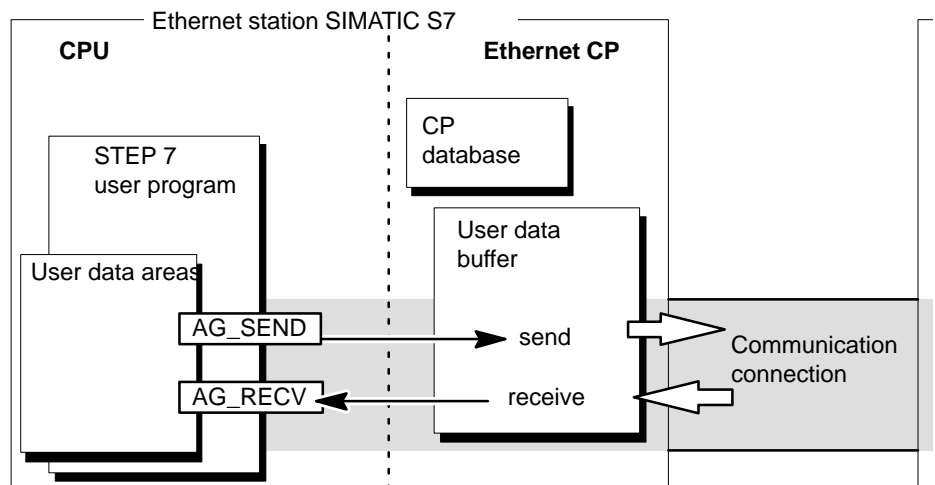 Ethernet station SIMATIC S7
CPU
Ethernet CP
CP
database
STEP 7
user program
User data
buffer
User data areas
AG_SEND
send
Communication
connection
AG_RECV
receive